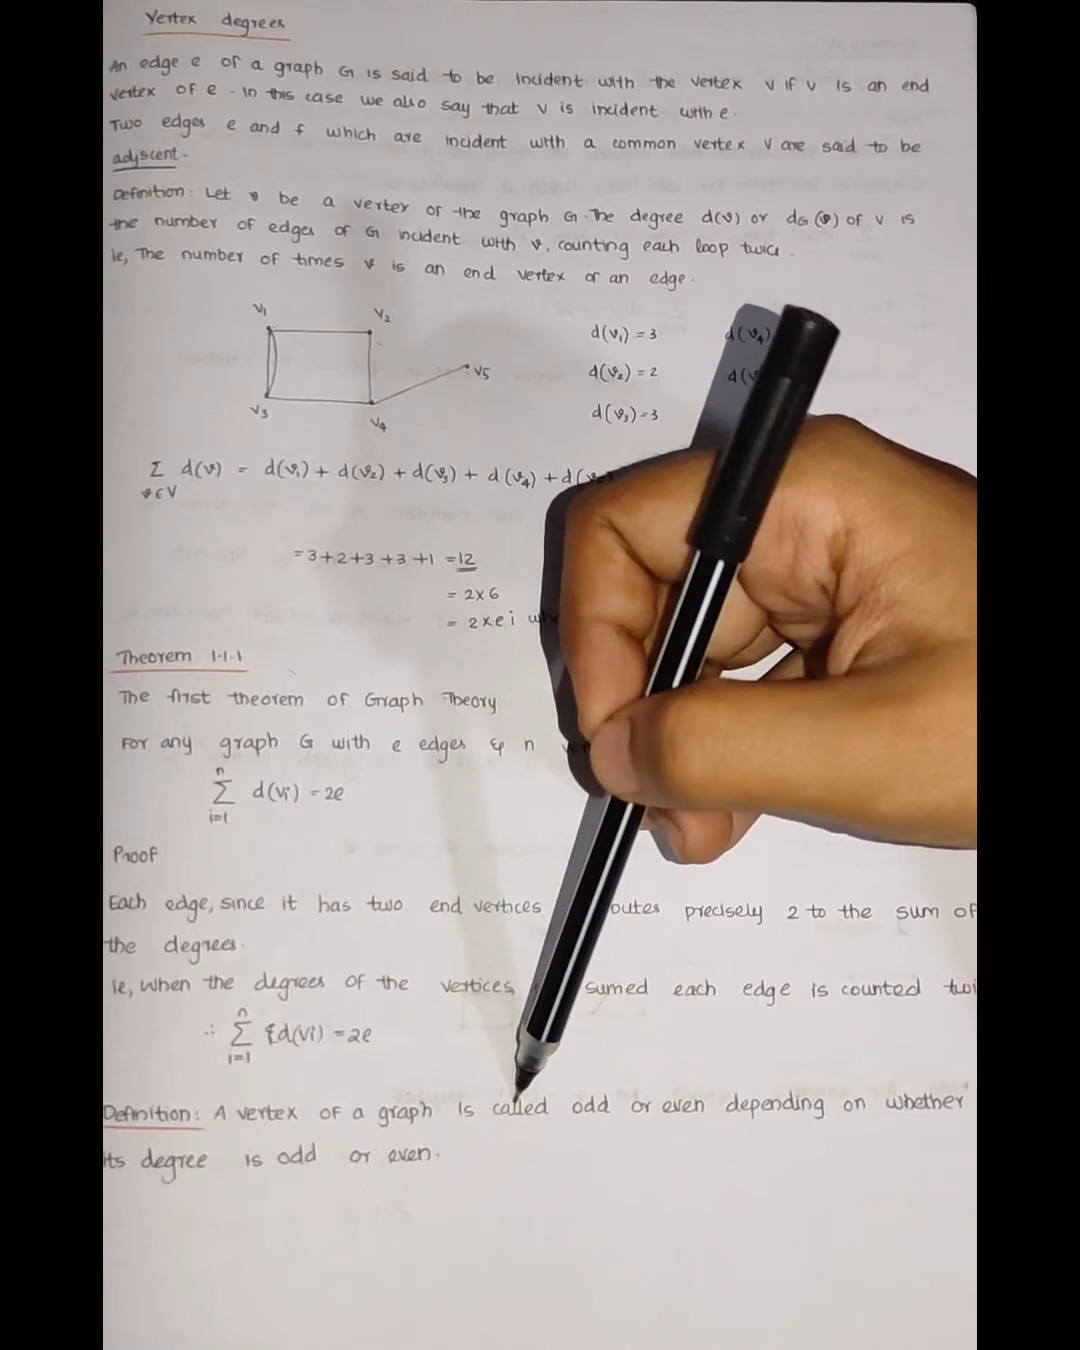 Vertex degrees
An edge e of a graph G is said to be incident with the vertex v if v is an end
vertex of e. In this case we also say that v is incident with e.
Two edges e and f which are incident with a common vertex v are said to be
adjscent.
Definition: Let v be a vertex of the graph G. The degree d(v) or dG(v) of v is
the number of edges of G incident with v, counting each loop twice.
ie, The number of times v is an end vertex of an edge.
V1
V2
V5
V3
V4
d(v1) = 3
d(v4)
d(v2) = 2
d(v
d(v3) = 3
Σ d(v) = d(v1) + d(v2) + d(v3) + d(v4) + d(v
v∈V
= 3+2+3+3+1 = 12
= 2×6
= 2×ei
Theorem 1.1.1
The first theorem of Graph Theory
For any graph G with e edges & n
n
Σ d(vi) = 2e
i=1
Proof
Each edge, since it has two end vertices precisely 2 to the sum of
the degrees.
ie, when the degrees of the vertices sumed each edge is counted twi
n
∴ Σ d(vi) = 2e
i=1
Definition: A vertex of a graph is called odd or even depending on whether
its degree is odd or even.